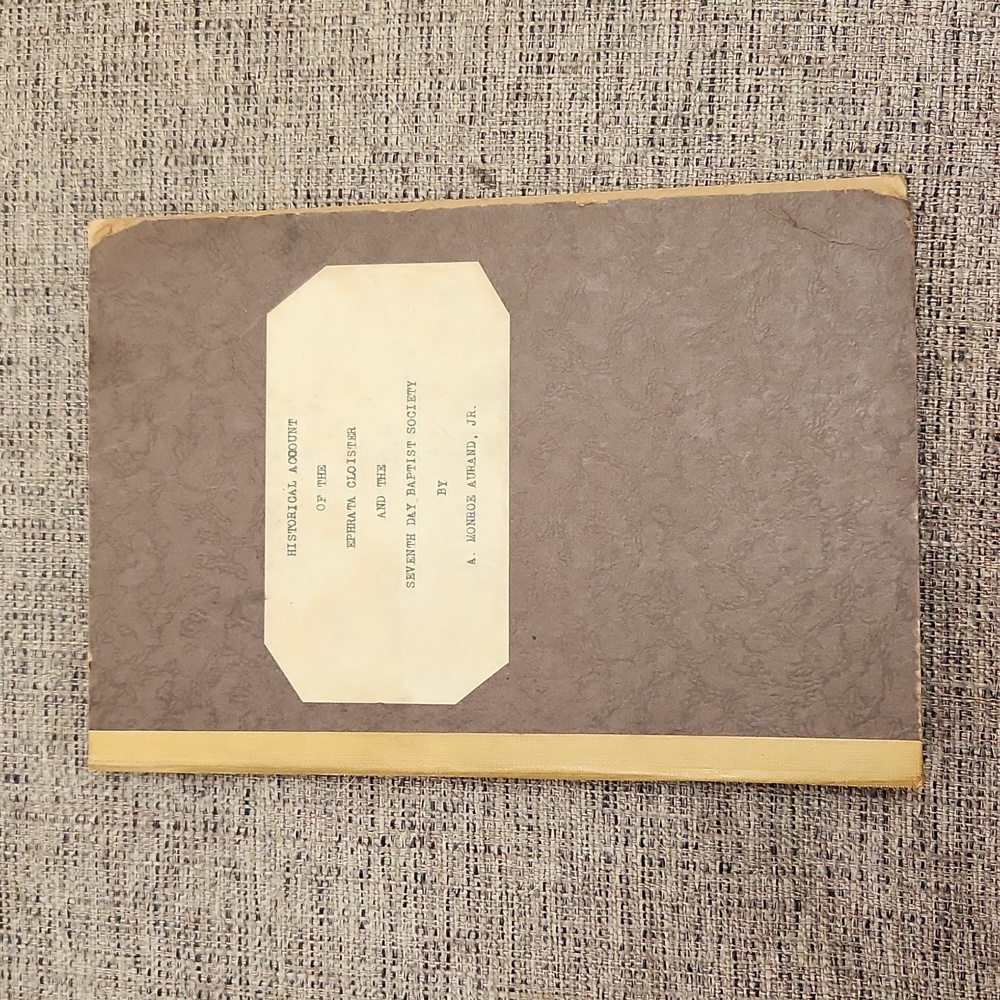 HISTORICAL ACCOUNT
OF THE
EPHRATA CLOISTER
AND THE
SEVENTH DAY BAPTIST SOCIETY
BY
A. MONROE AURAND, JR.